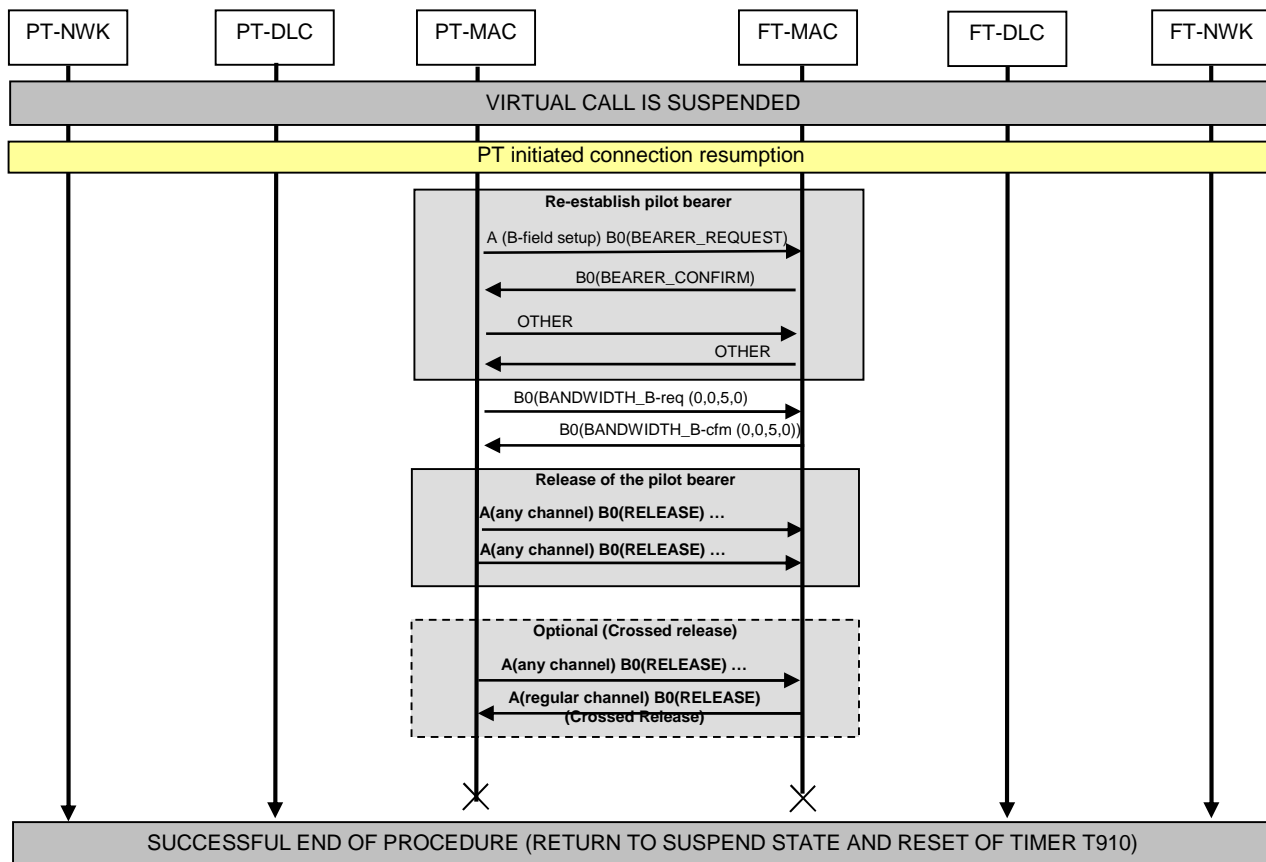 PT-NWK PT-DLC PT-MAC FT-MAC FT-DLC FT-NWK
VIRTUAL CALL IS SUSPENDED
PT initiated connection resumption
Re-establish pilot bearer
A (B-field setup) B0(BEARER_REQUEST)
B0(BEARER_CONFIRM)
OTHER
OTHER
B0(BANDWIDTH_B-req (0,0,5,0)
B0(BANDWIDTH_B-cfm (0,0,5,0))
Release of the pilot bearer
A(any channel) B0(RELEASE) …
A(any channel) B0(RELEASE) …
Optional (Crossed release)
A(any channel) B0(RELEASE) …
A(regular channel) B0(RELEASE)
(Crossed Release)
SUCCESSFUL END OF PROCEDURE (RETURN TO SUSPEND STATE AND RESET OF TIMER T910)